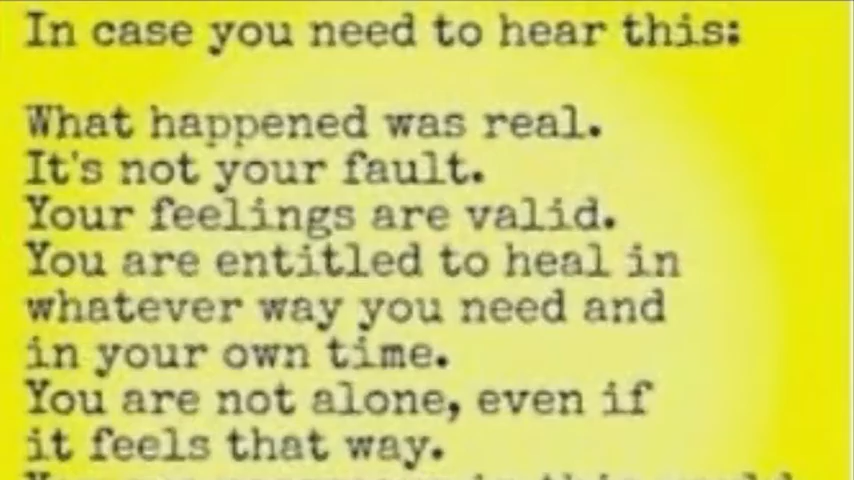 In case you need to hear this:
What happened was real.
It's not your fault.
Your feelings are valid.
You are entitled to heal in
whatever way you need and
in your own time.
You are not alone, even if
it feels that way.